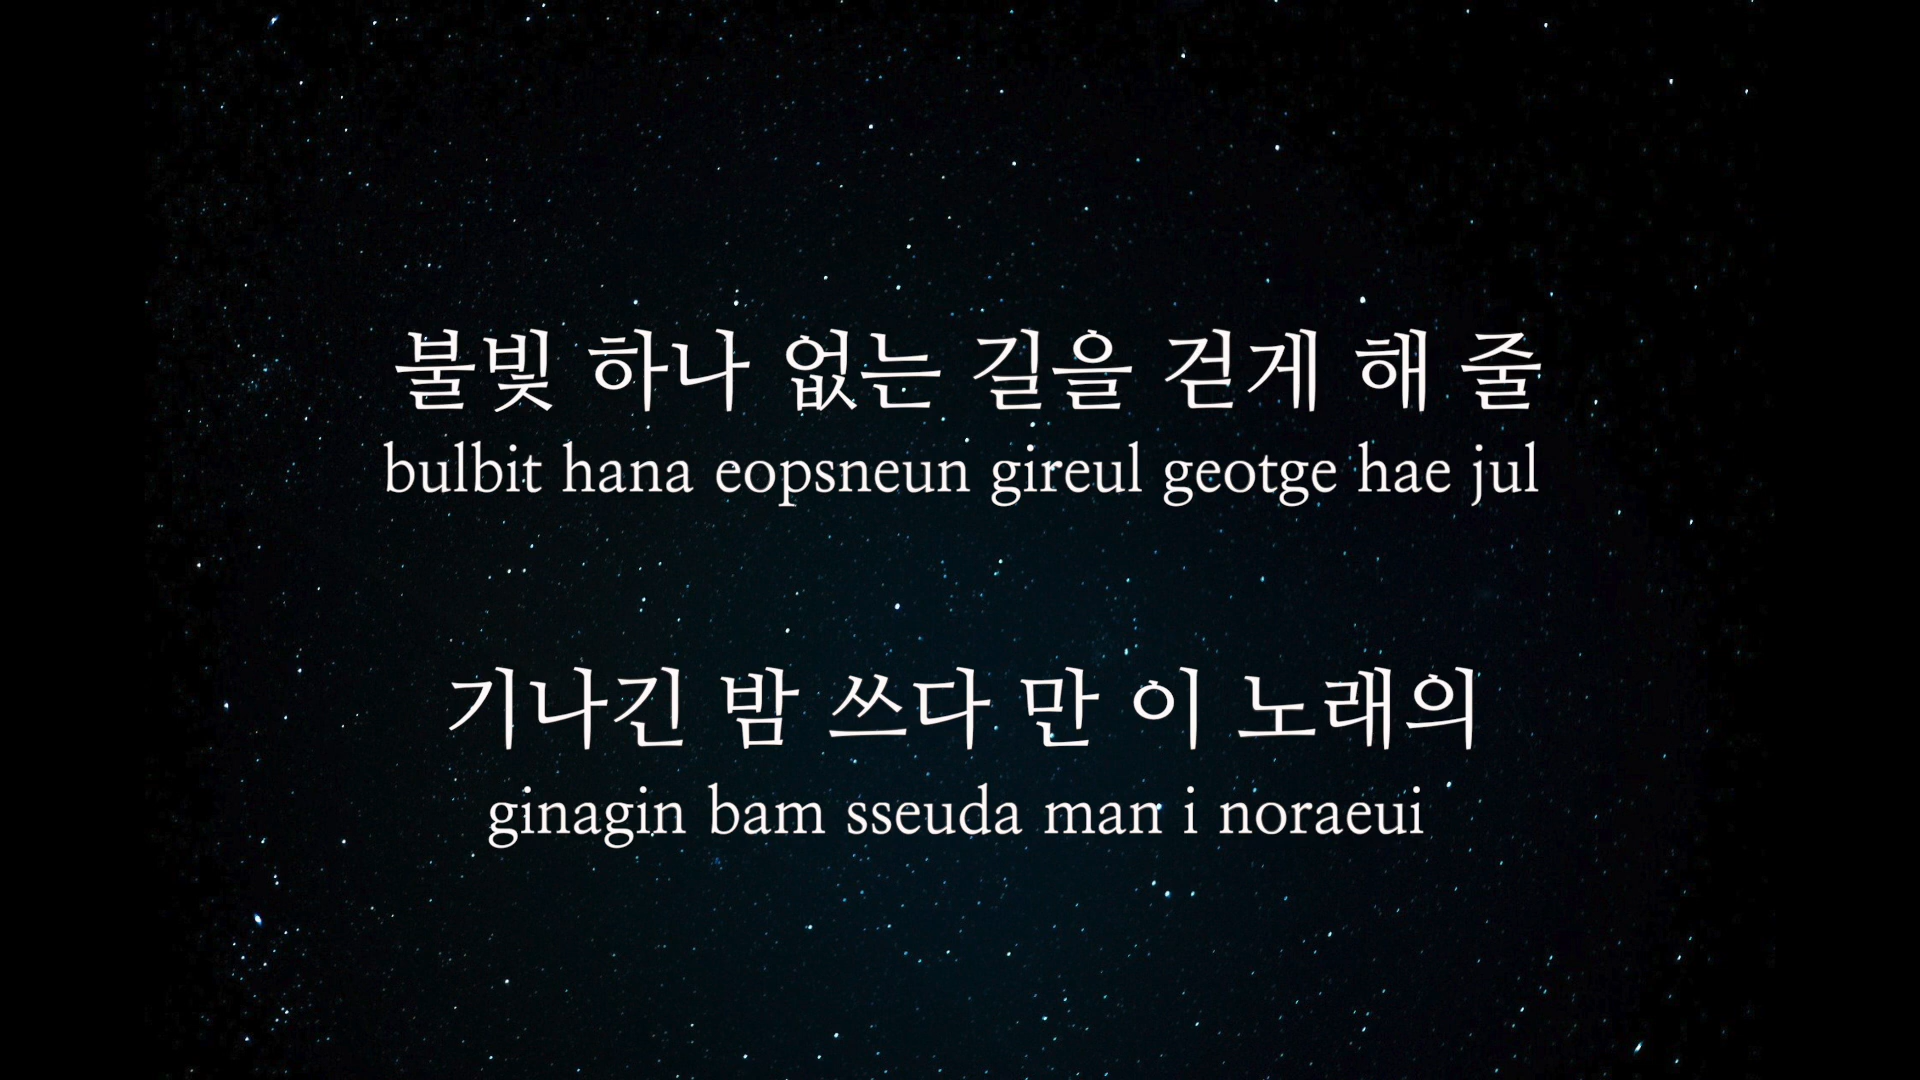 불빛 하나 없는 길을 걷게 해 줄
bulbit hana eopsneun gireul geotge hae jul
기나긴 밤 쓰다 만 이 노래의
ginagin bam sseuda man i noraeui